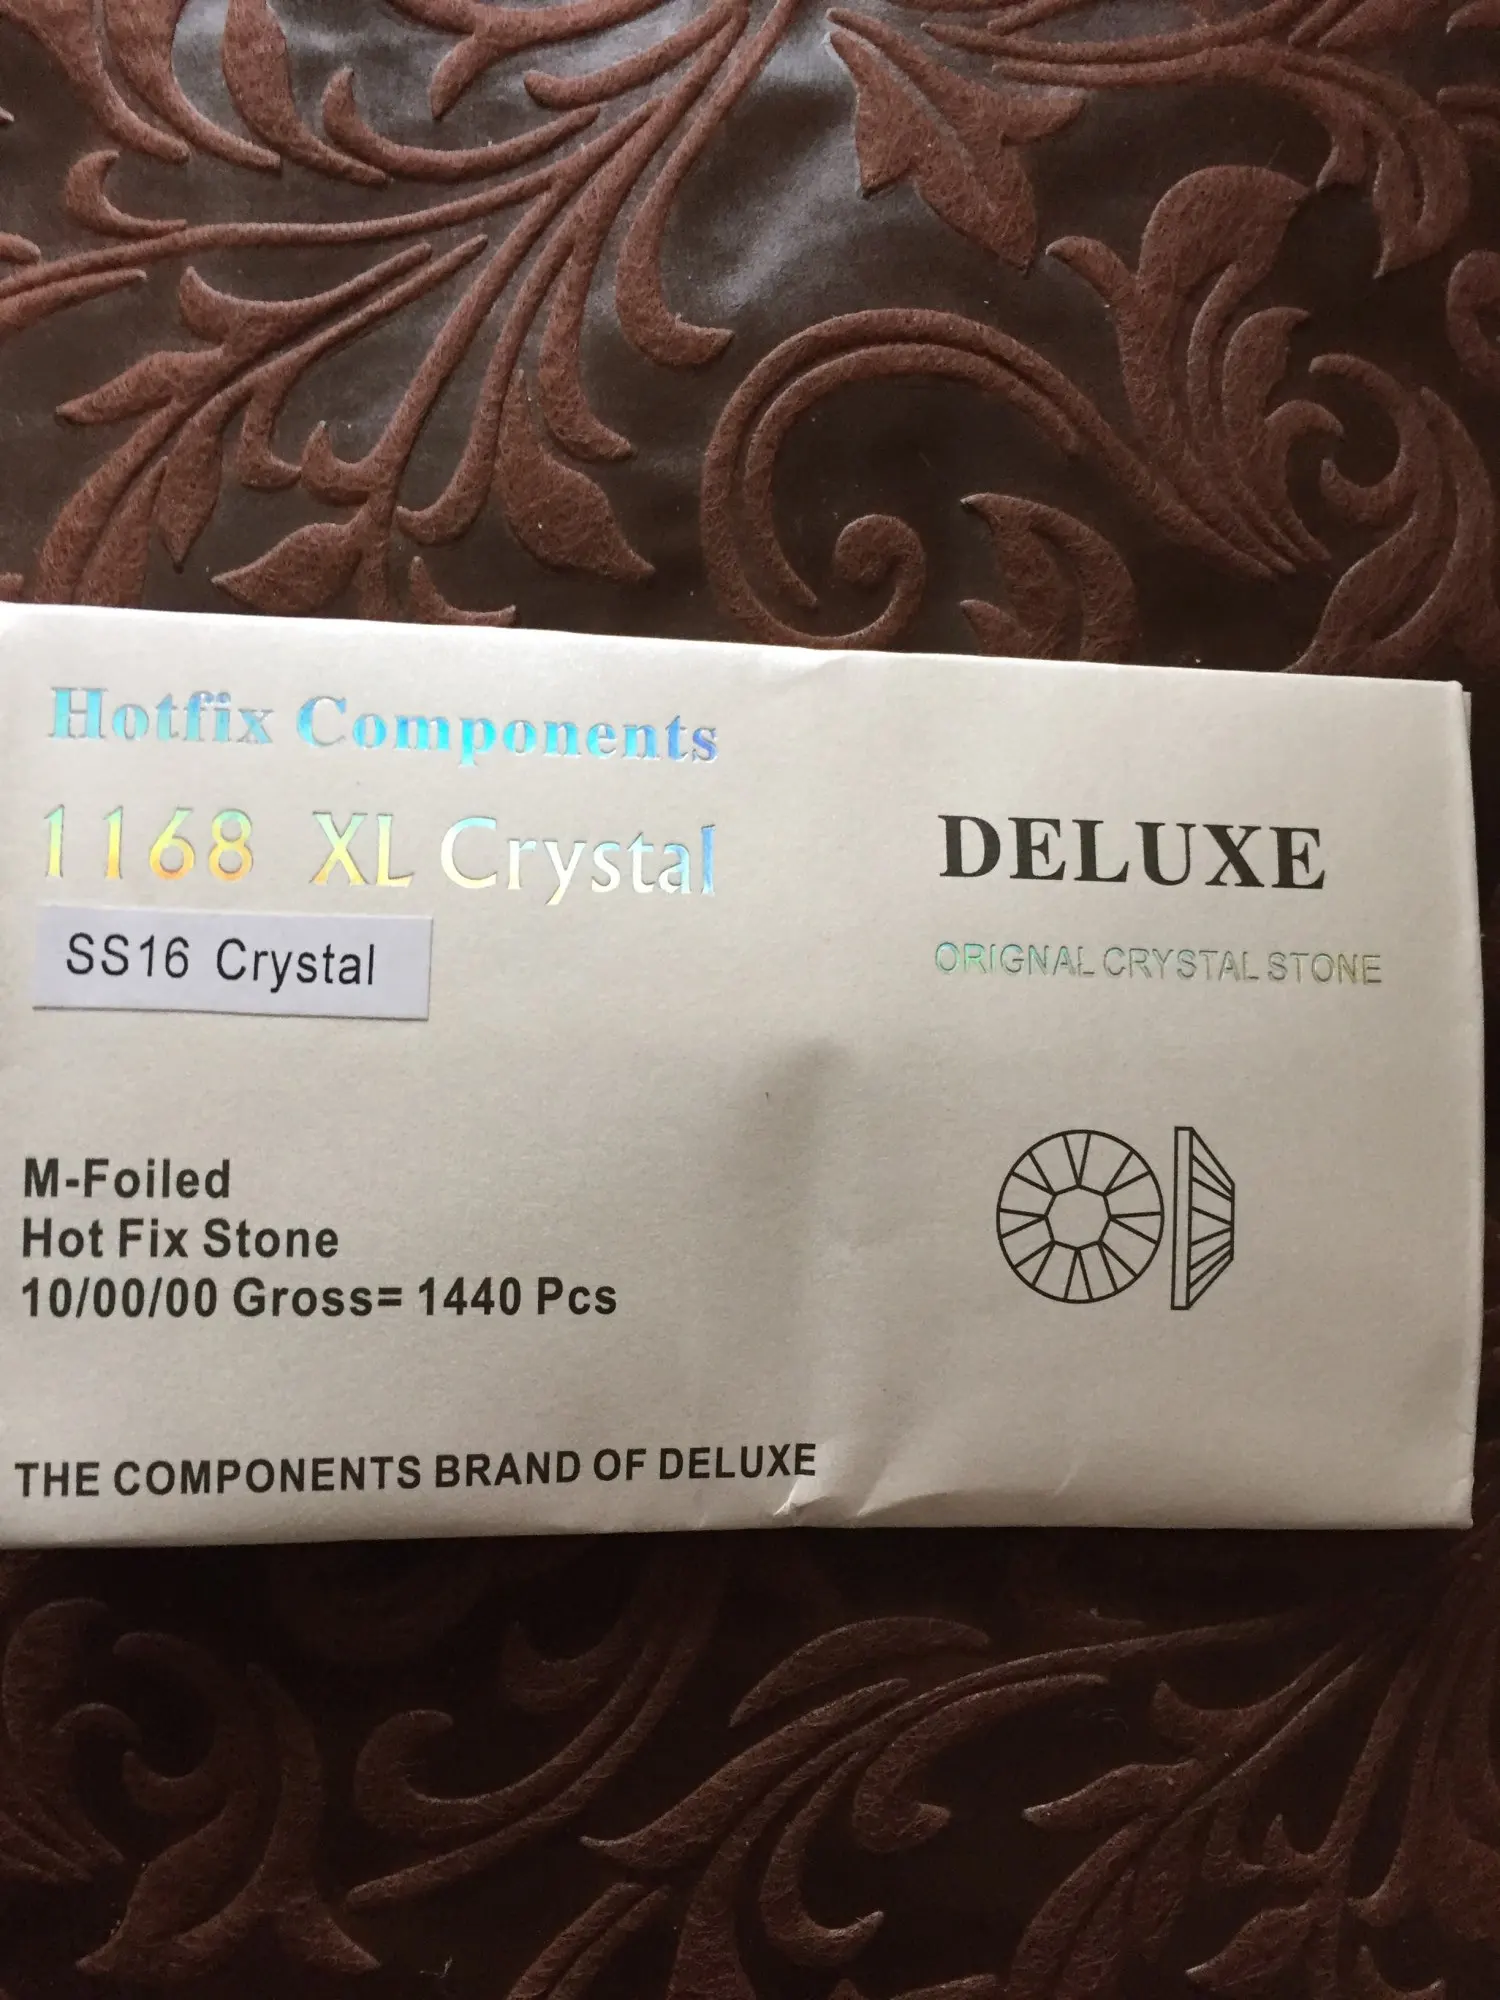 Hotfix Components
1168 XL Crystal
SS16 Crystal
DELUXE
ORIGNAL CRYSTAL STONE
M-Foiled
Hot Fix Stone
10/00/00 Gross= 1440 Pcs
THE COMPONENTS BRAND OF DELUXE